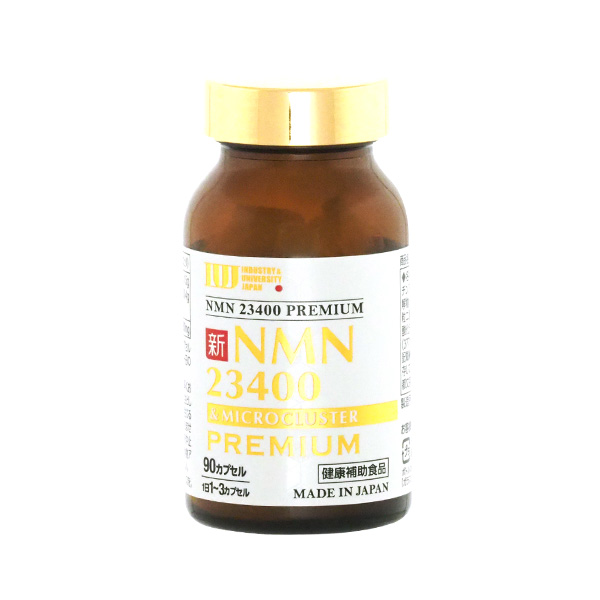 IUJ
INDUSTRY &
UNIVERSITY
JAPAN
NMN 23400 PREMIUM
新 NMN
23400
& MICROCLUSTER
PREMIUM
90カプセル
1日1~3カプセル
健康補助食品
MADE IN JAPAN